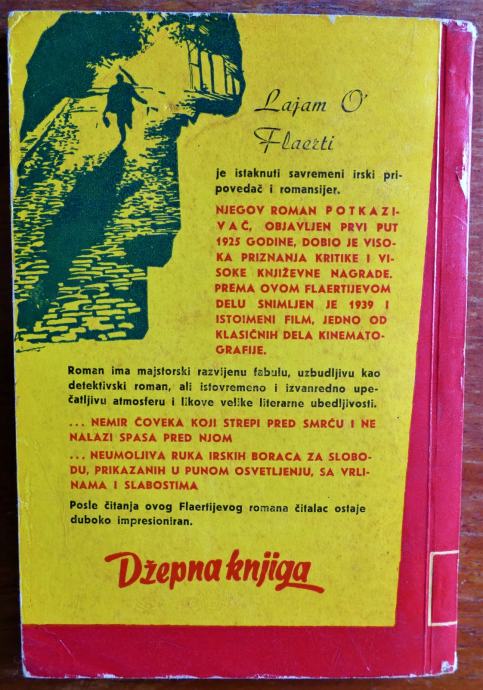 Lajam O'
Flaerti
je istaknuti savremeni irski pri-
povedač i romansijer.
NJEGOV ROMAN POTKAZI-
VAČ, OBJAVLJEN PRVI PUT
1925 GODINE, DOBIO JE VISO-
KA PRIZNANJA KRITIKE I VI-
SOKE KNJIŽEVNE NAGRADE.
PREMA OVOM FLAERTIJEVOM
DELU SNIMLJEN JE 1939 I
ISTOIMENI FILM, JEDNO OD
KLASIČNIH DELA KINEMATO-
GRAFIJE.
Roman ima majstorski razvijenu fabulu, uzbudljivu kao
detektivski roman, ali istovremeno i izvanredno upe-
čatljivu atmosferu i likove velike literarne ubedljivosti.
... NEMIR ČOVEKA KOJI STREPI PRED SMRĆU I NE
NALAZI SPASA PRED NJOM
... NEUMOLJIVA RUKA IRSKIH BORACA ZA SLOBO-
DU, PRIKAZANIH U PUNOM OSVETLJENJU, SA VRLI-
NAMA I SLABOSTIMA
Posle čitanja ovog Flaertijevog romana čitalac ostaje
duboko impresioniran.
Džepna knjiga